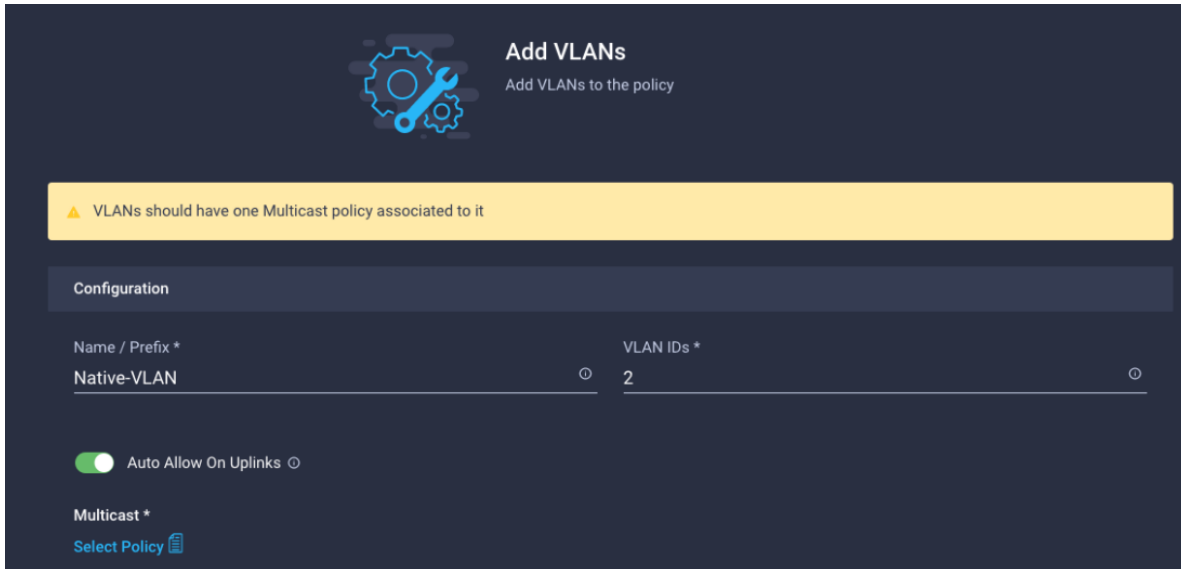 Add VLANs
Add VLANs to the policy
VLANs should have one Multicast policy associated to it
Configuration
Name / Prefix *
VLAN IDs *
Native-VLAN
2
Auto Allow On Uplinks
Multicast *
Select Policy